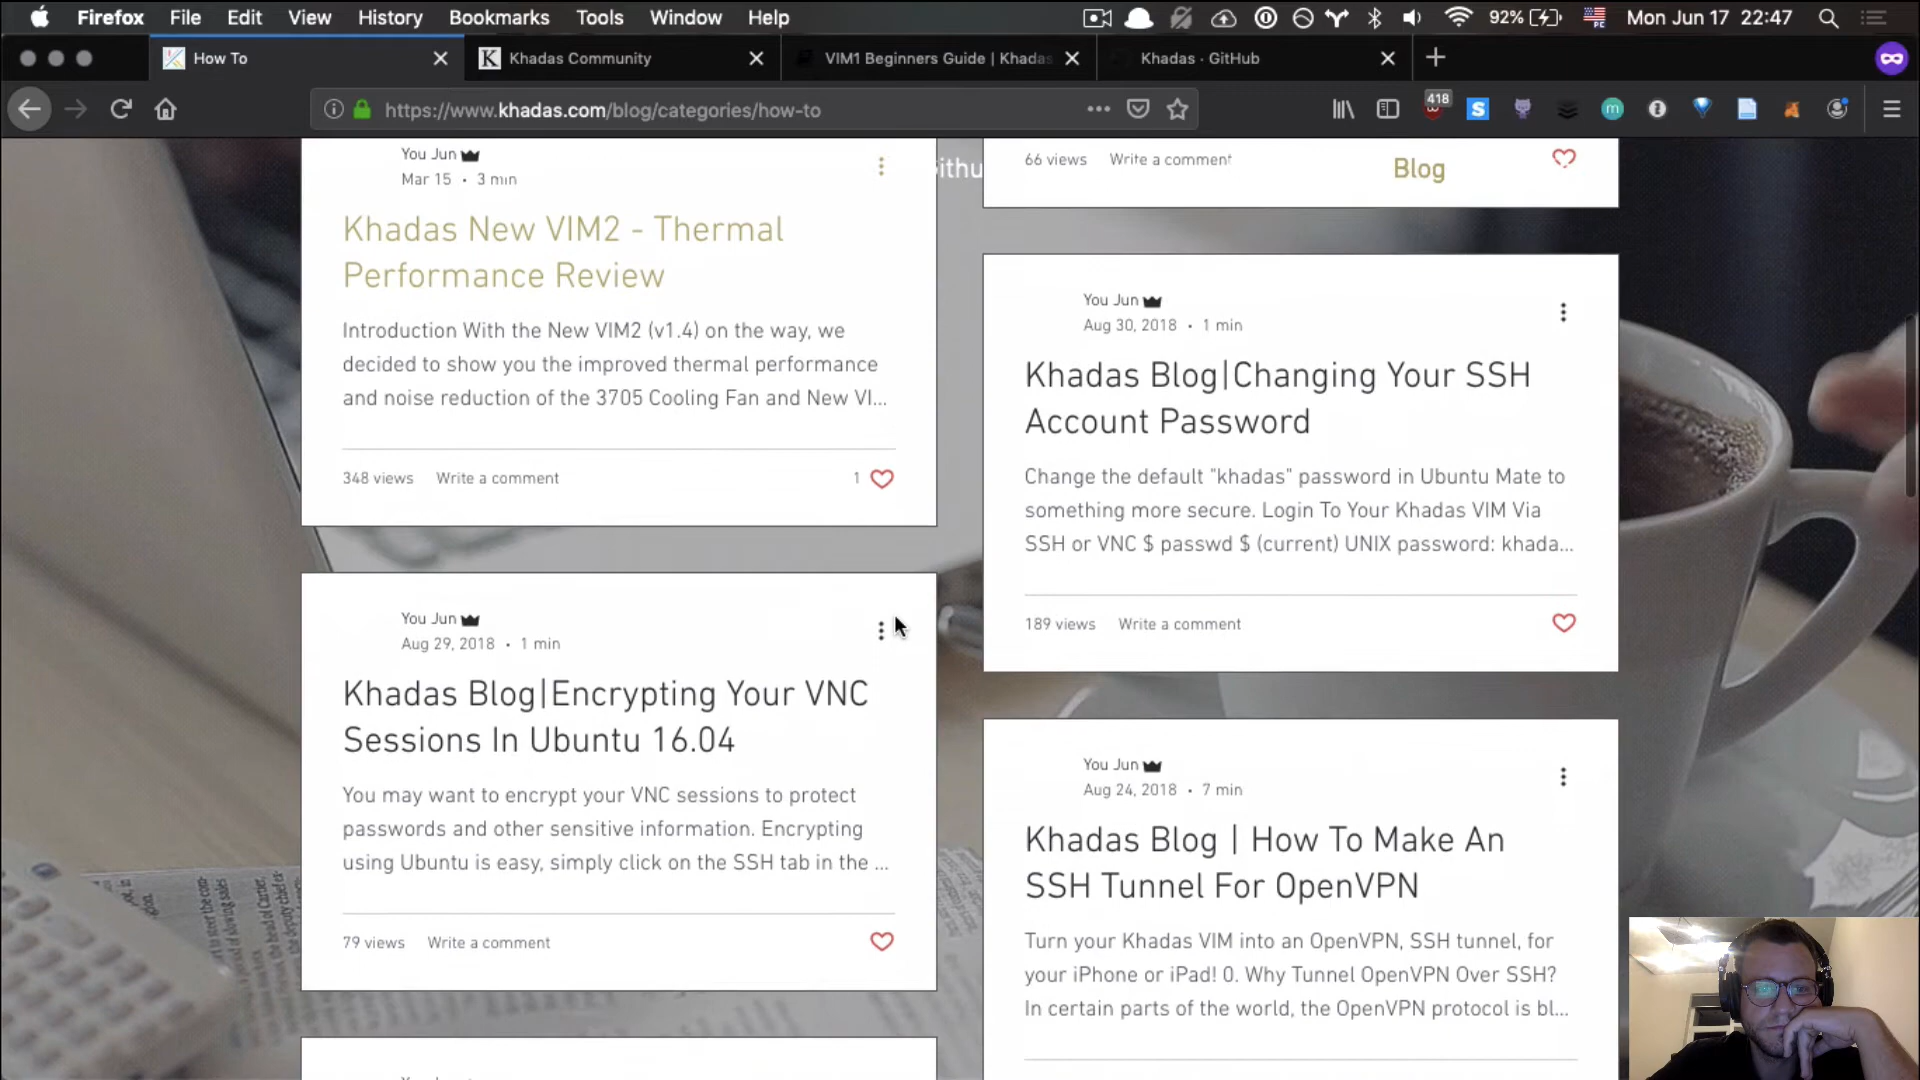 Firefox File Edit View History Bookmarks Tools Window Help 92% Mon Jun 17 22:47
How To Khadas Community VIM1 Beginners Guide | Khadas Khadas · GitHub
https://www.khadas.com/blog/categories/how-to 418
You Jun
Mar 15 • 3 min
Khadas New VIM2 - Thermal
Performance Review
Introduction With the New VIM2 (v1.4) on the way, we
decided to show you the improved thermal performance
and noise reduction of the 3705 Cooling Fan and New VI...
348 views Write a comment 1
You Jun
Aug 29, 2018 • 1 min
Khadas Blog|Encrypting Your VNC
Sessions In Ubuntu 16.04
You may want to encrypt your VNC sessions to protect
passwords and other sensitive information. Encrypting
using Ubuntu is easy, simply click on the SSH tab in the ...
79 views Write a comment
ithu
66 views Write a comment
Blog
You Jun
Aug 30, 2018 • 1 min
Khadas Blog|Changing Your SSH
Account Password
Change the default "khadas" password in Ubuntu Mate to
something more secure. Login To Your Khadas VIM Via
SSH or VNC $ passwd $ (current) UNIX password: khada...
189 views Write a comment
You Jun
Aug 24, 2018 • 7 min
Khadas Blog | How To Make An
SSH Tunnel For OpenVPN
Turn your Khadas VIM into an OpenVPN, SSH tunnel, for
your iPhone or iPad! 0. Why Tunnel OpenVPN Over SSH?
In certain parts of the world, the OpenVPN protocol is bl...